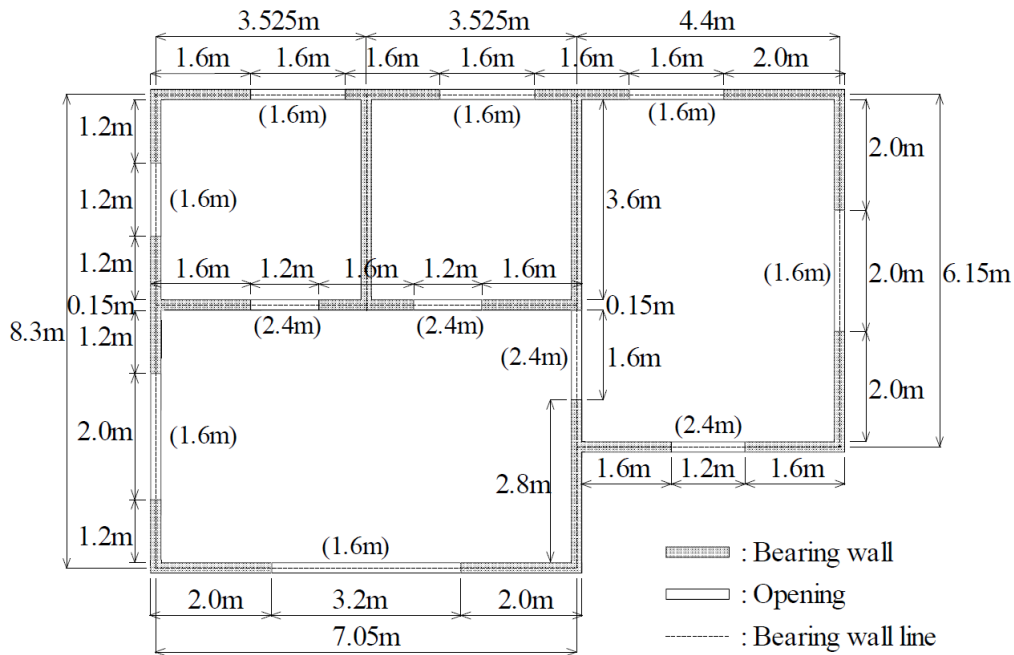 3.525m 3.525m 4.4m
1.6m 1.6m 1.6m 1.6m 1.6m 1.6m 2.0m
(1.6m) (1.6m) (1.6m)
1.2m 2.0m
1.2m (1.6m) 3.6m
1.2m 1.6m 1.2m 1.6m 1.2m 1.6m (1.6m) 2.0m 6.15m
0.15m 0.15m
8.3m 1.2m (2.4m) (2.4m) (2.4m) 1.6m
2.0m (1.6m) (2.4m) 2.0m
2.8m 1.6m 1.2m 1.6m
1.2m (1.6m)
: Bearing wall
2.0m 3.2m 2.0m : Opening
7.05m : Bearing wall line